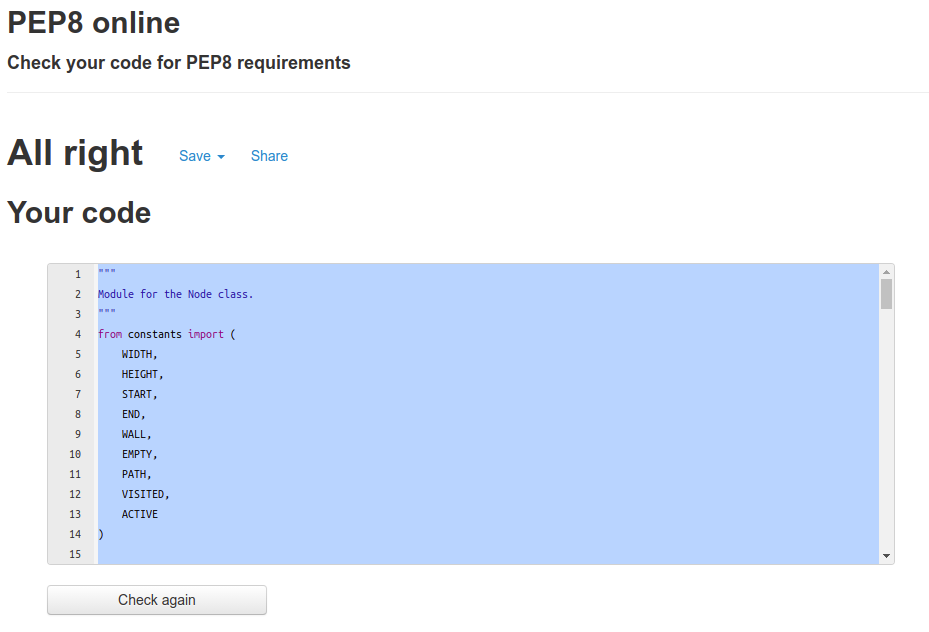 PEP8 online
Check your code for PEP8 requirements
All right Save Share
Your code
1 """
2 Module for the Node class.
3 """
4 from constants import (
5 WIDTH,
6 HEIGHT,
7 START,
8 END,
9 WALL,
10 EMPTY,
11 PATH,
12 VISITED,
13 ACTIVE
14 )
15
Check again